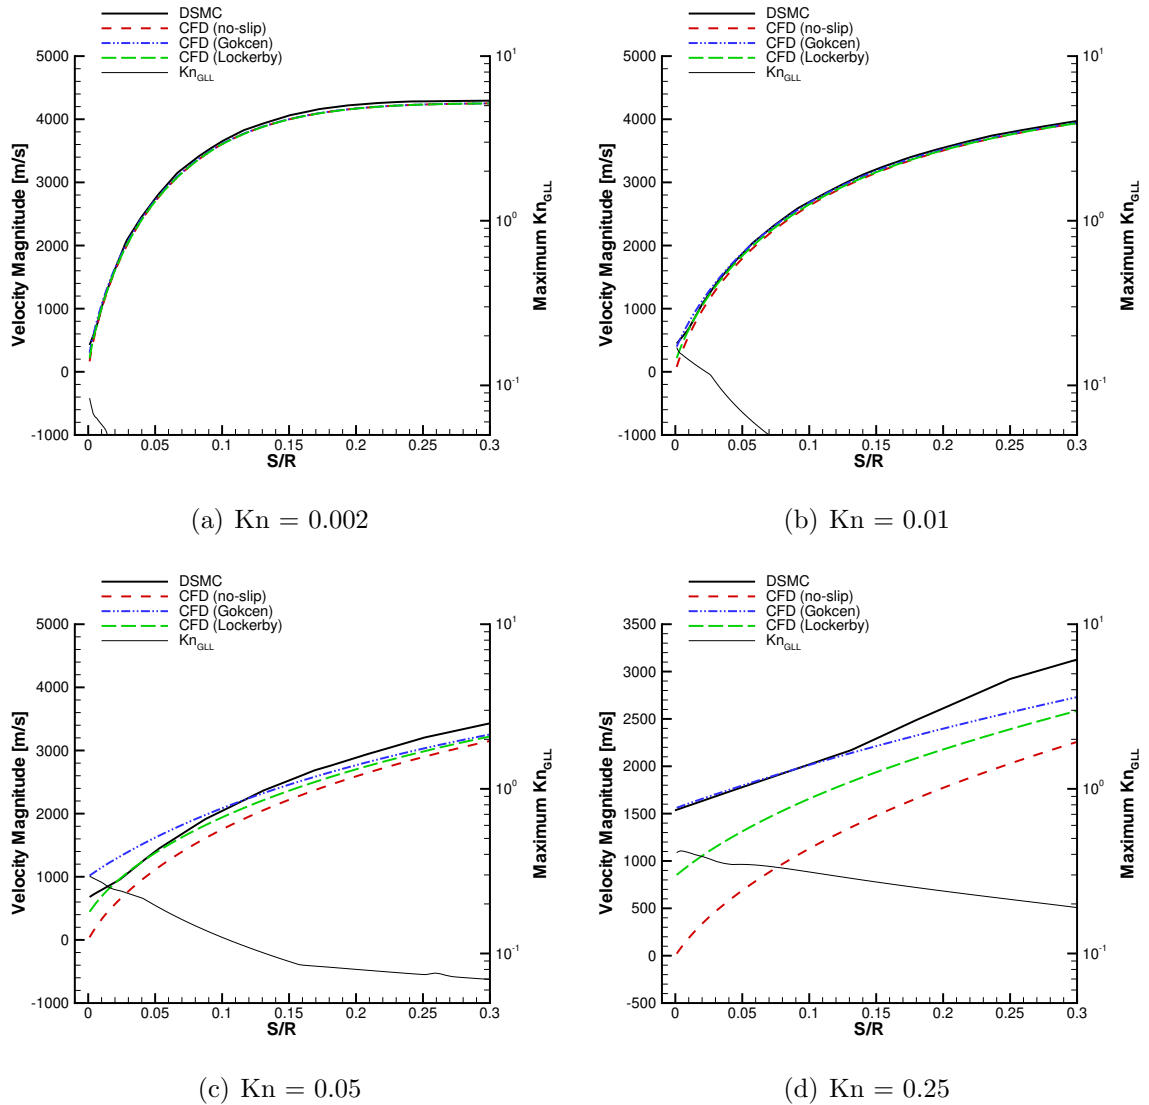 DSMC
CFD (no-slip)
CFD (Gokcen)
CFD (Lockerby)
Kn_GLL
Velocity Magnitude [m/s]
5000
4000
3000
2000
1000
0
-1000
10^1
10^0
10^-1
Maximum Kn_GLL
0 0.05 0.1 0.15 0.2 0.25 0.3
S/R
(a) Kn = 0.002
DSMC
CFD (no-slip)
CFD (Gokcen)
CFD (Lockerby)
Kn_GLL
Velocity Magnitude [m/s]
5000
4000
3000
2000
1000
0
-1000
10^1
10^0
10^-1
Maximum Kn_GLL
0 0.05 0.1 0.15 0.2 0.25 0.3
S/R
(b) Kn = 0.01
DSMC
CFD (no-slip)
CFD (Gokcen)
CFD (Lockerby)
Kn_GLL
Velocity Magnitude [m/s]
5000
4000
3000
2000
1000
0
-1000
10^1
10^0
10^-1
Maximum Kn_GLL
0 0.05 0.1 0.15 0.2 0.25 0.3
S/R
(c) Kn = 0.05
DSMC
CFD (no-slip)
CFD (Gokcen)
CFD (Lockerby)
Kn_GLL
Velocity Magnitude [m/s]
3500
3000
2500
2000
1500
1000
500
0
-500
10^1
10^0
10^-1
Maximum Kn_GLL
0 0.05 0.1 0.15 0.2 0.25 0.3
S/R
(d) Kn = 0.25